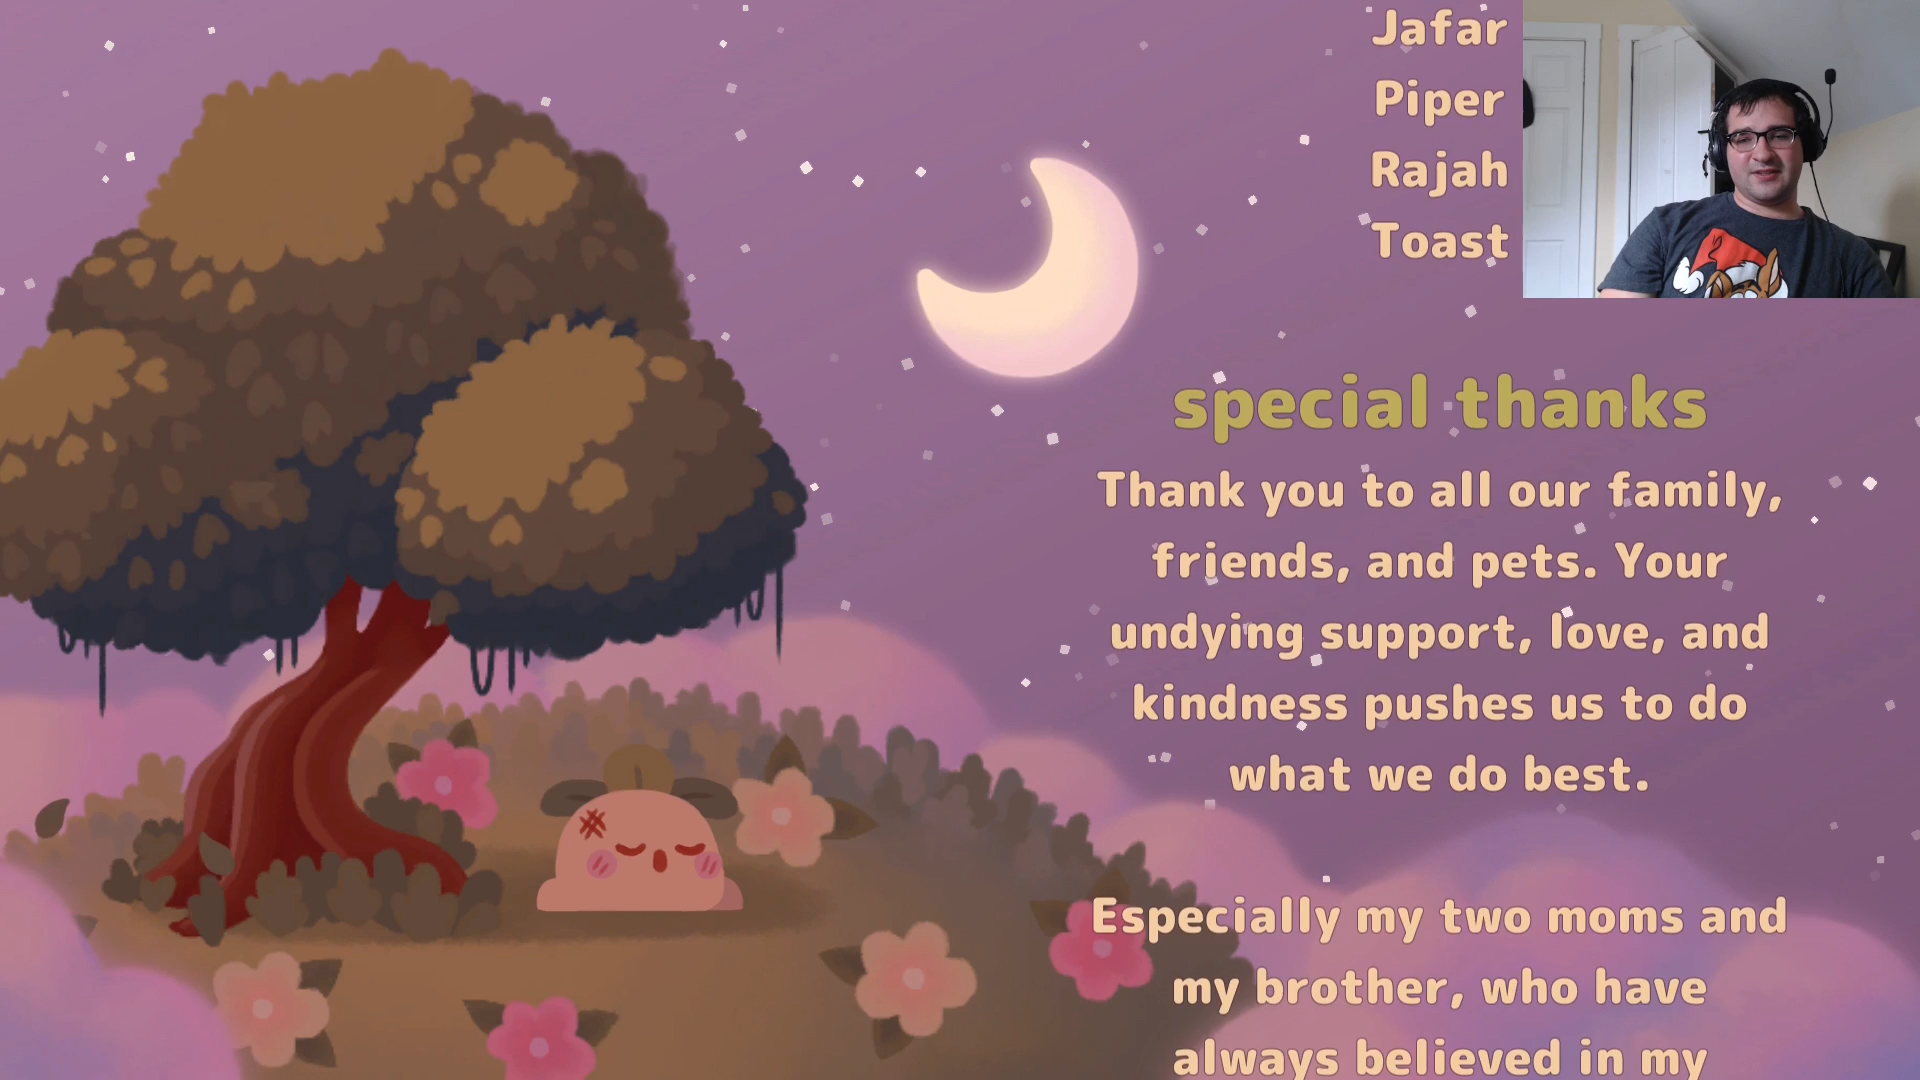 Jafar
Piper
Rajah
Toast
special thanks
Thank you to all our family,
friends, and pets. Your
undying support, love, and
kindness pushes us to do
what we do best.
Especially my two moms and
my brother, who have
always believed in my